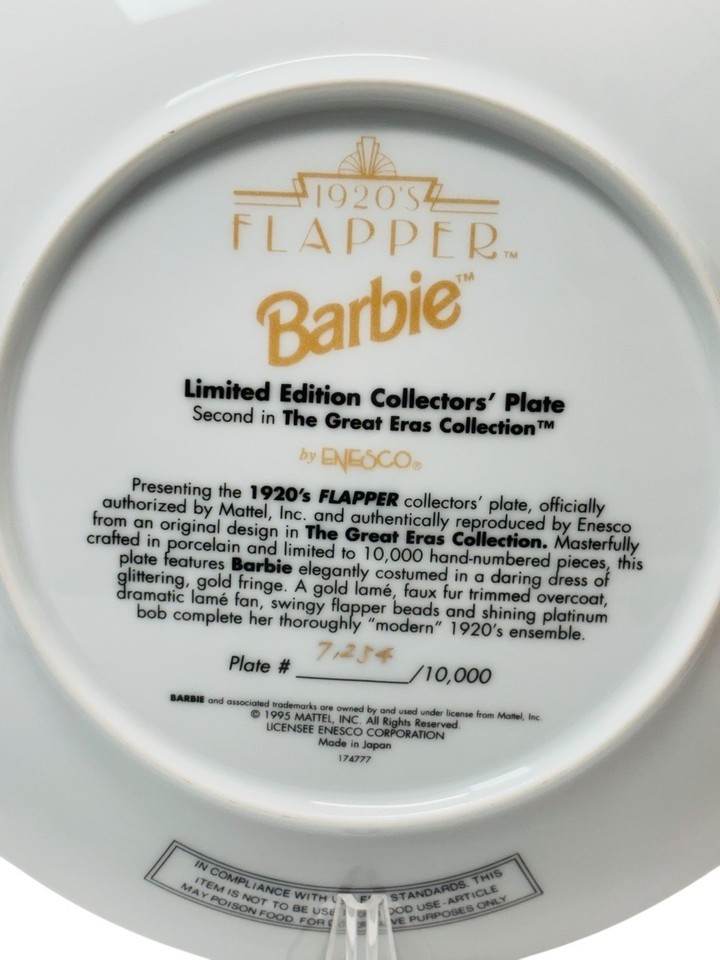 1920'S
FLAPPER™
Barbie™
Limited Edition Collectors' Plate
Second in The Great Eras Collection™
by ENESCO®
Presenting the 1920's FLAPPER collectors' plate, officially
authorized by Mattel, Inc. and authentically reproduced by Enesco
from an original design in The Great Eras Collection. Masterfully
crafted in porcelain and limited to 10,000 hand-numbered pieces, this
plate features Barbie elegantly costumed in a daring dress of
glittering, gold fringe. A gold lamé, faux fur trimmed overcoat,
dramatic lamé fan, swingy flapper beads and shining platinum
bob complete her thoroughly "modern" 1920's ensemble.
7,254
Plate # ________/10,000
BARBIE and associated trademarks are owned by and used under license from Mattel, Inc.
© 1995 MATTEL, INC. All Rights Reserved.
LICENSEE ENESCO CORPORATION
Made in Japan
174777
IN COMPLIANCE WITH STANDARDS. THIS
ITEM IS NOT TO BE USE-ARTICLE
MAY POISON FOOD. FOR PURPOSES ONLY